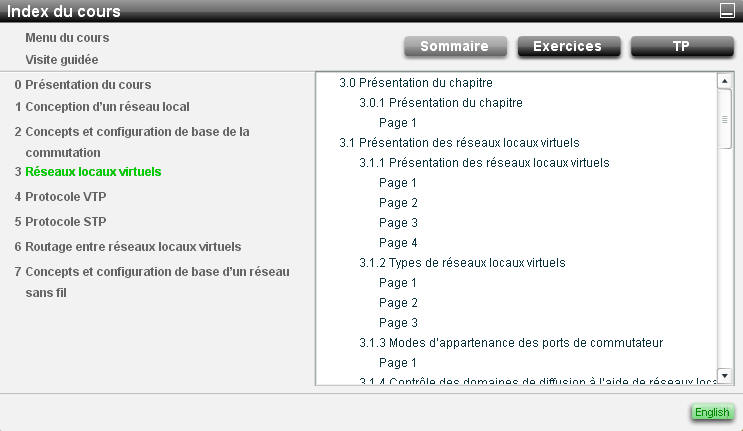 Index du cours
Menu du cours
Visite guidée
Sommaire
Exercices
TP
0 Présentation du cours
1 Conception d'un réseau local
2 Concepts et configuration de base de la
commutation
3 Réseaux locaux virtuels
4 Protocole VTP
5 Protocole STP
6 Routage entre réseaux locaux virtuels
7 Concepts et configuration de base d'un réseau
sans fil
3.0 Présentation du chapitre
3.0.1 Présentation du chapitre
Page 1
3.1 Présentation des réseaux locaux virtuels
3.1.1 Présentation des réseaux locaux virtuels
Page 1
Page 2
Page 3
Page 4
3.1.2 Types de réseaux locaux virtuels
Page 1
Page 2
Page 3
3.1.3 Modes d'appartenance des ports de commutateur
Page 1
3.1.4 Contrôle des domaines de diffusion à l'aide de réseaux loca
English